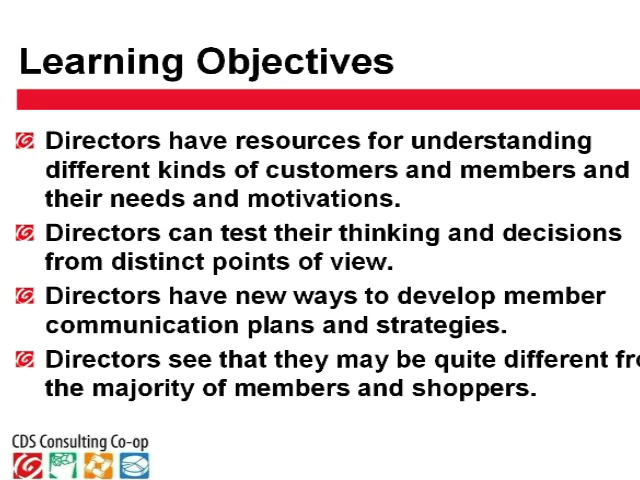 Learning Objectives
Directors have resources for understanding
different kinds of customers and members and
their needs and motivations.
Directors can test their thinking and decisions
from distinct points of view.
Directors have new ways to develop member
communication plans and strategies.
Directors see that they may be quite different fro
the majority of members and shoppers.
CDS Consulting Co-op